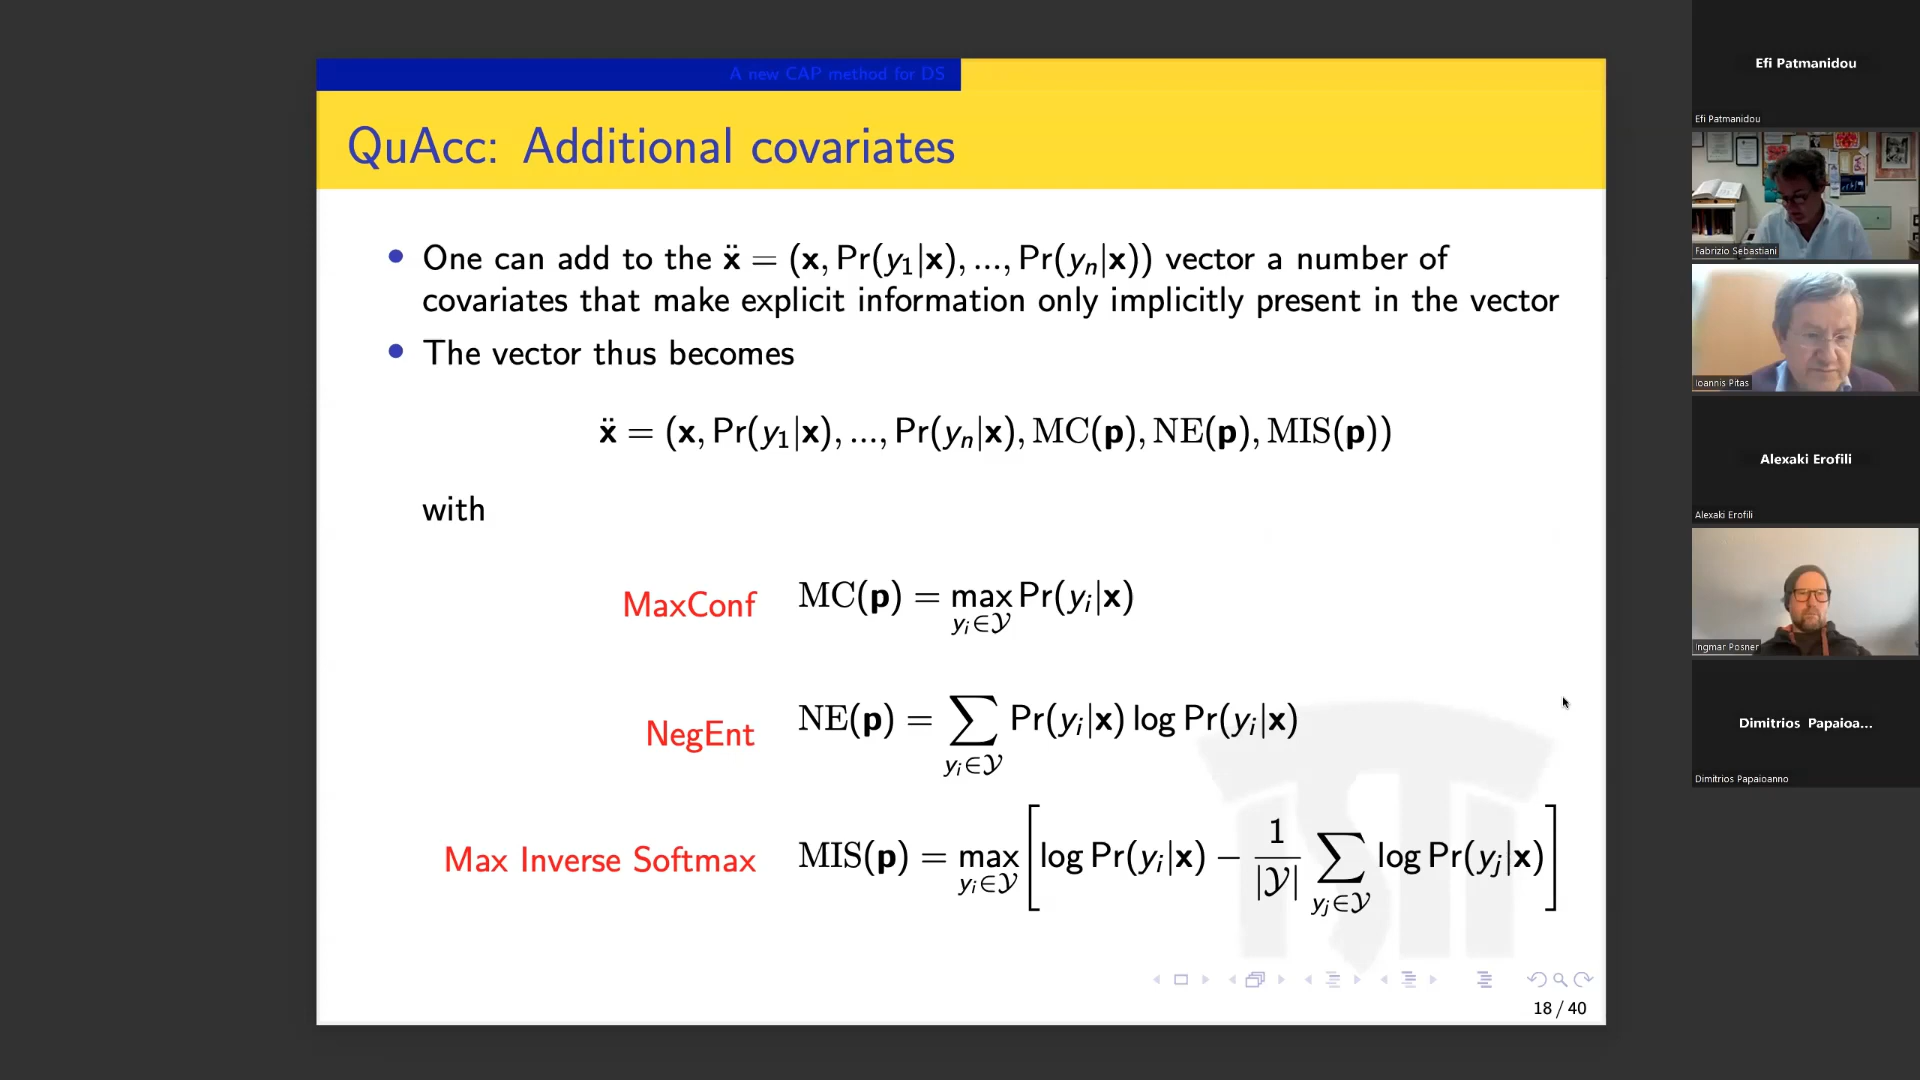 A new CAP method for DS
QuAcc: Additional covariates
• One can add to the ẍ = (x, Pr(y₁|x), ..., Pr(yₙ|x)) vector a number of
covariates that make explicit information only implicitly present in the vector
• The vector thus becomes
ẍ = (x, Pr(y₁|x), ..., Pr(yₙ|x), MC(p), NE(p), MIS(p))
with
MaxConf MC(p) = max Pr(yᵢ|x)
yᵢ∈𝒴
NegEnt NE(p) = ∑ Pr(yᵢ|x) log Pr(yᵢ|x)
yᵢ∈𝒴
Max Inverse Softmax MIS(p) = max [log Pr(yᵢ|x) − 1/|𝒴| ∑ log Pr(yⱼ|x)]
yᵢ∈𝒴 yⱼ∈𝒴
18 / 40
Efi Patmanidou
Efi Patmanidou
Fabrizio Sebastiani
Ioannis Pitas
Alexaki Erofili
Alexaki Erofili
Ingmar Posner
Dimitrios Papaioa...
Dimitrios Papaioanno